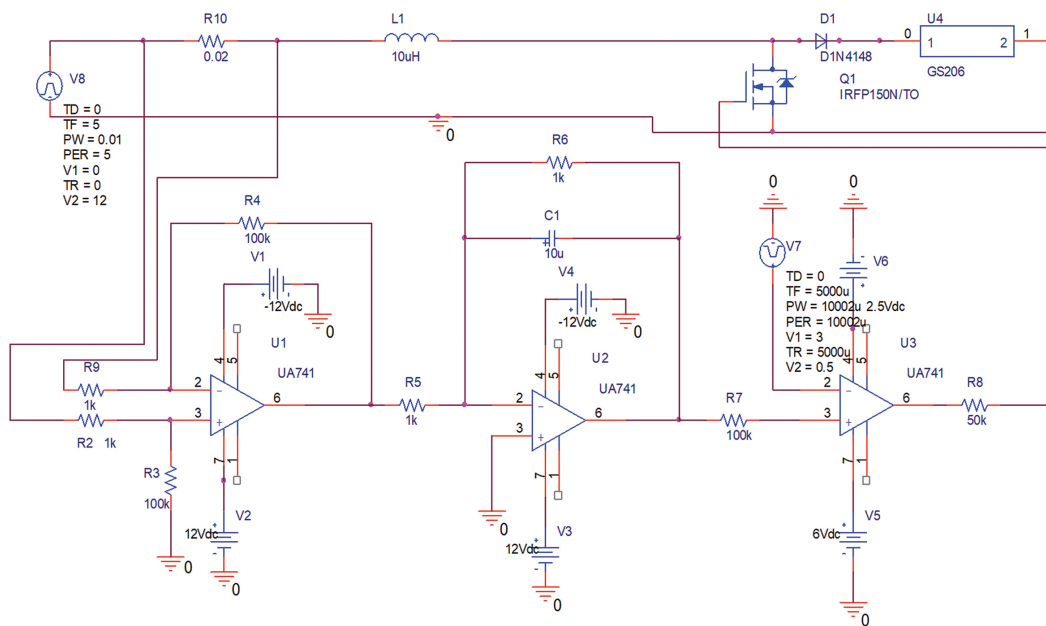 R10
0.02
L1
10uH
D1
D1N4148
U4
0
1
2
1
GS206
Q1
IRFP150N/TO
V8
TD = 0
TF = 5
PW = 0.01
PER = 5
V1 = 0
TR = 0
V2 = 12
0
R6
1k
C1
10u
R4
100k
V1
-12Vdc
0
V4
-12Vdc
0
0
0
V7
TD = 0
TF = 5000u
PW = 10002u
PER = 10002u
V1 = 3
TR = 5000u
V2 = 0.5
V6
2.5Vdc
U1
UA741
4
5
2
3
6
7
1
R9
1k
R2 1k
R3
100k
0
V2
12Vdc
0
R5
1k
U2
UA741
4
5
2
3
6
7
1
0
V3
12Vdc
0
R7
100k
U3
UA741
4
5
2
3
6
7
1
R8
50k
V5
6Vdc
0